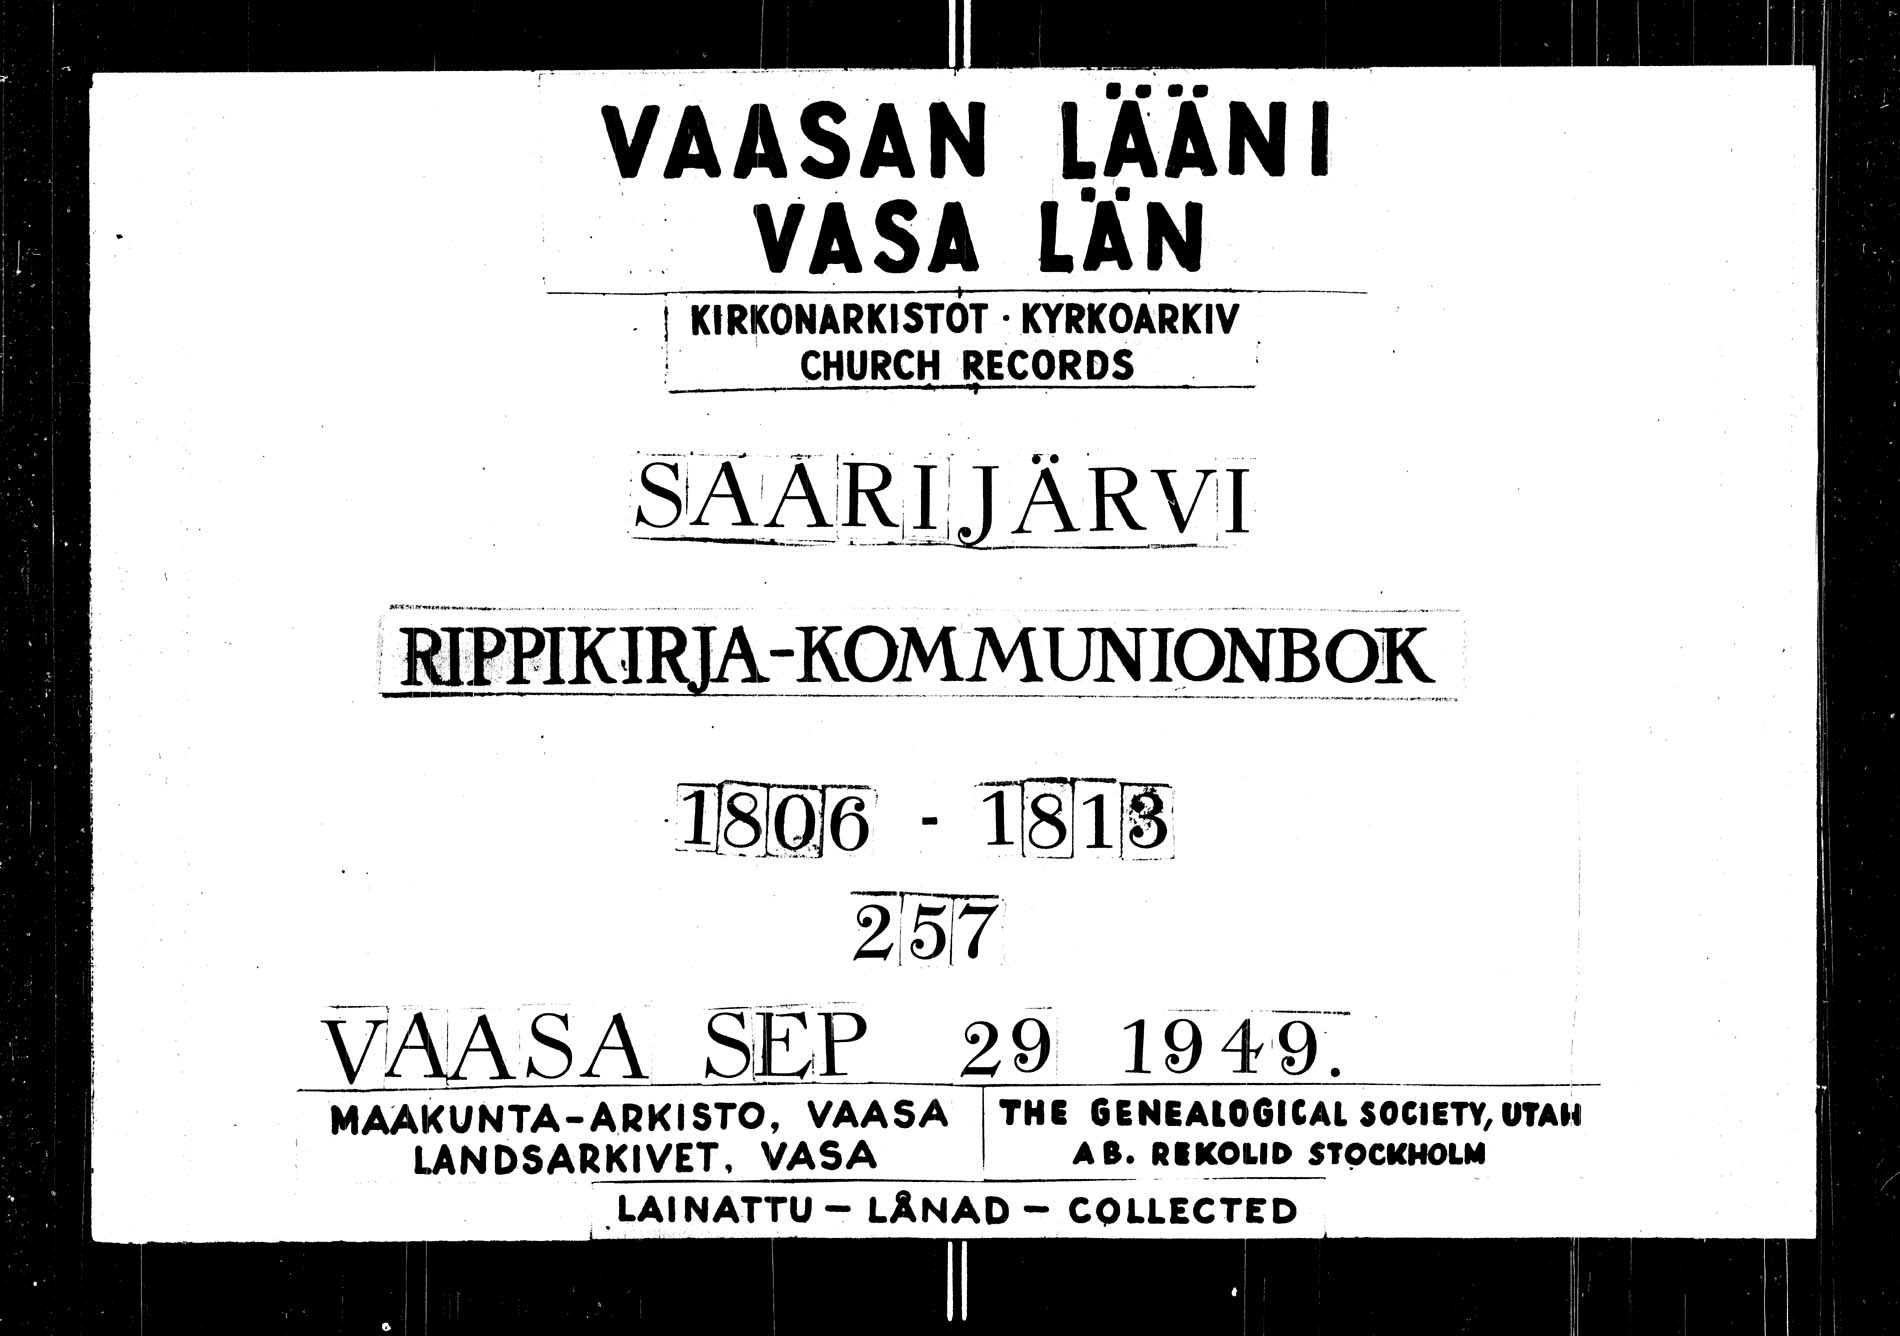 VAASAN LÄÄNI
VASA LÄN
KIRKONARKISTOT · KYRKOARKIV
CHURCH RECORDS
SAARIJÄRVI
RIPPIKIRJA-KOMMUNIONBOK
1806 - 1813
257
VAASA SEP 29 1949.
MAAKUNTA-ARKISTO, VAASA
LANDSARKIVET, VASA
THE GENEALOGICAL SOCIETY, UTAH
AB. REKOLID STOCKHOLM
LAINATTU — LÅNAD — COLLECTED